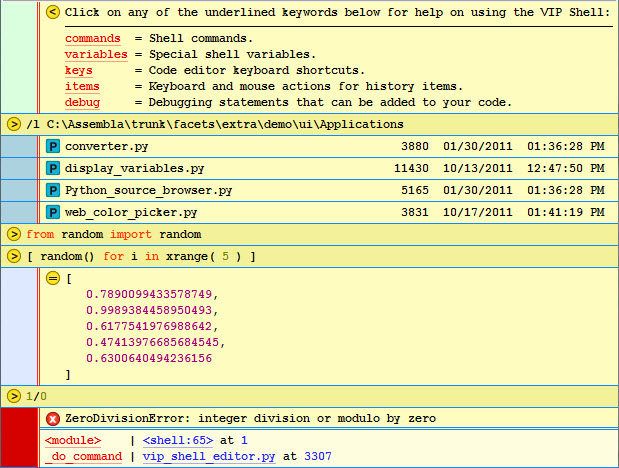 < Click on any of the underlined keywords below for help on using the VIP Shell:
commands = Shell commands.
variables = Special shell variables.
keys = Code editor keyboard shortcuts.
items = Keyboard and mouse actions for history items.
debug = Debugging statements that can be added to your code.
> /l C:\Assembla\trunk\facets\extra\demo\ui\Applications
P converter.py 3880 01/30/2011 01:36:28 PM
P display_variables.py 11430 10/13/2011 12:47:50 PM
P Python_source_browser.py 5165 01/30/2011 01:36:28 PM
P web_color_picker.py 3831 10/17/2011 01:41:19 PM
> from random import random
> [ random() for i in xrange( 5 ) ]
= [
0.7890099433578749,
0.9989384458950493,
0.6177541976988642,
0.47413976685684545,
0.6300640494236156
]
> 1/0
x ZeroDivisionError: integer division or modulo by zero
<module> | <shell:65> at 1
_do_command | vip_shell_editor.py at 3307